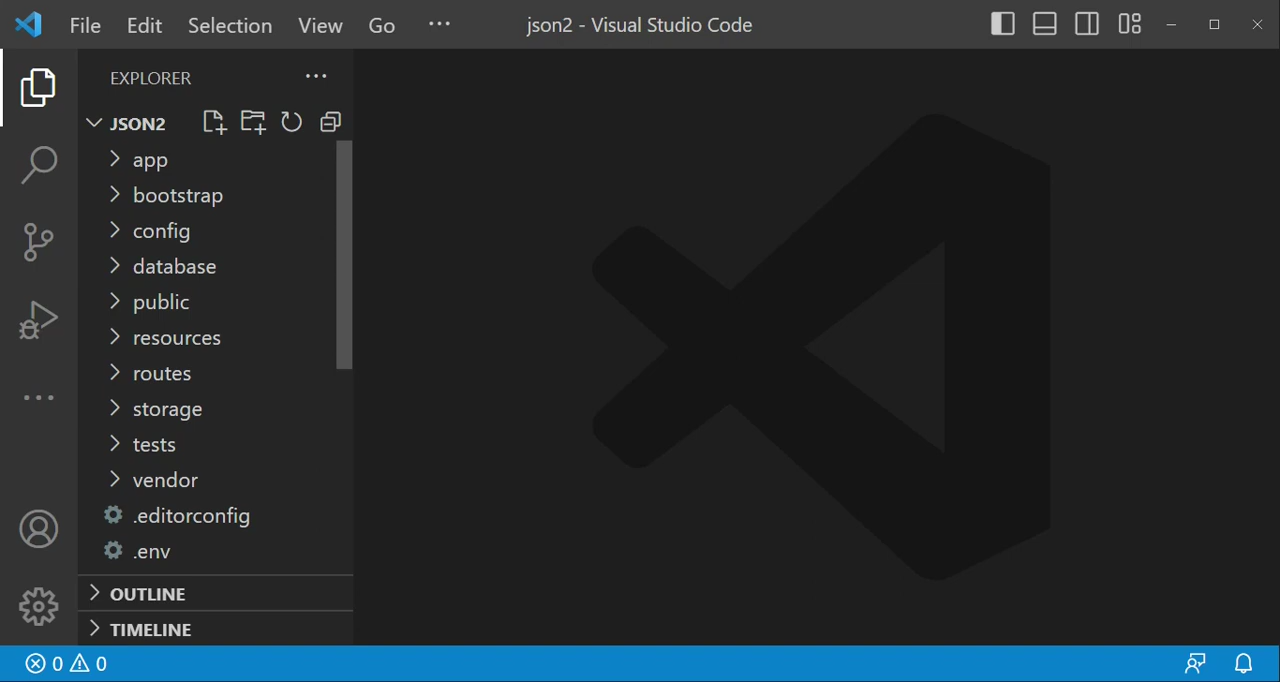 File Edit Selection View Go ··· json2 - Visual Studio Code
EXPLORER ···
JSON2
app
bootstrap
config
database
public
resources
routes
storage
tests
vendor
.editorconfig
.env
OUTLINE
TIMELINE
0 0